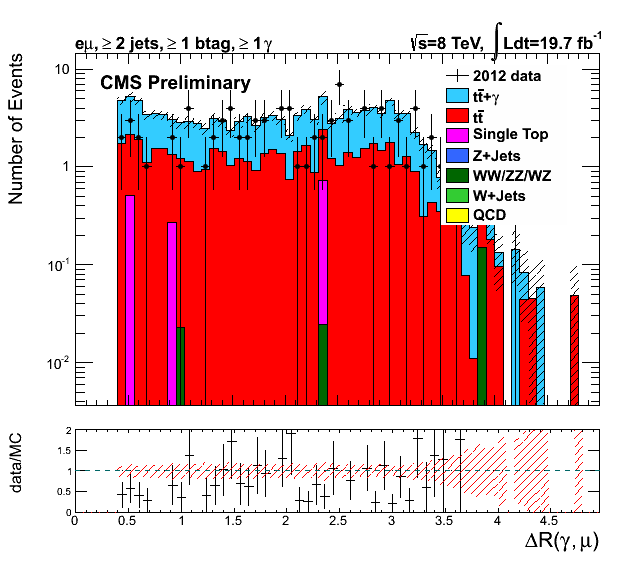 eμ, ≥ 2 jets, ≥ 1 btag, ≥ 1 γ
√s=8 TeV, ∫ Ldt=19.7 fb⁻¹
CMS Preliminary
2012 data
tt̄+γ
tt̄
Single Top
Z+Jets
WW/ZZ/WZ
W+Jets
QCD
Number of Events
10
1
10⁻¹
10⁻²
data/MC
2
1.5
1
0.5
0
0 0.5 1 1.5 2 2.5 3 3.5 4 4.5
ΔR(γ, μ)